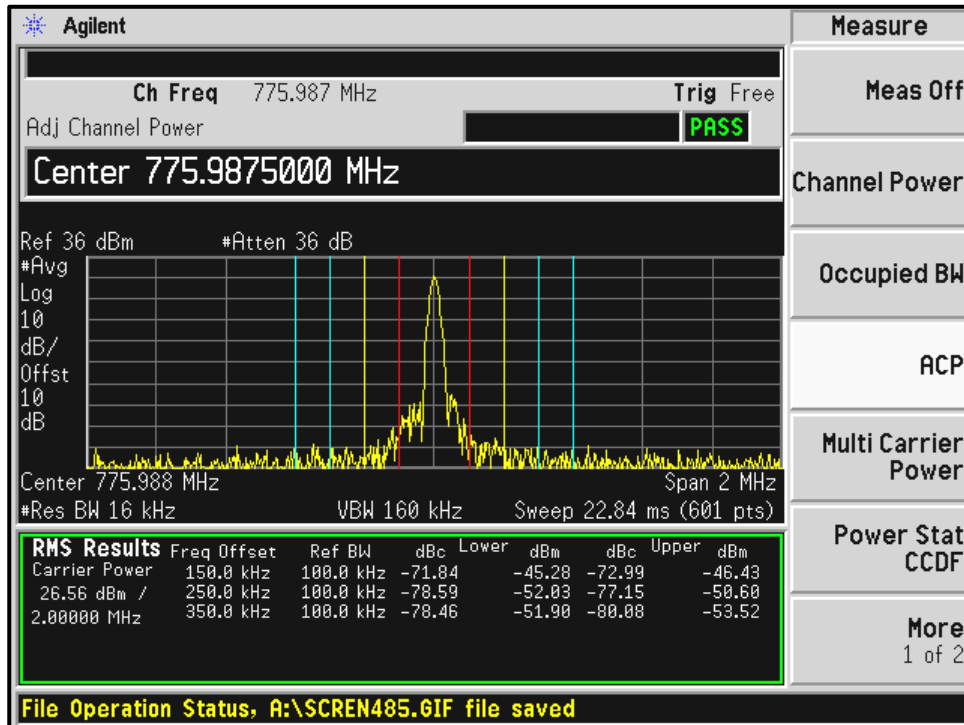 Agilent
Measure
Ch Freq 775.987 MHz Trig Free
Adj Channel Power PASS
Center 775.9875000 MHz
Ref 36 dBm #Atten 36 dB
#Avg
Log
10
dB/
Offst
10
dB
Center 775.988 MHz Span 2 MHz
#Res BW 16 kHz VBW 160 kHz Sweep 22.84 ms (601 pts)
RMS Results Freq Offset Ref BW dBc Lower dBm dBc Upper dBm
Carrier Power 150.0 kHz 100.0 kHz -71.84 -45.28 -72.99 -46.43
26.56 dBm / 250.0 kHz 100.0 kHz -78.59 -52.03 -77.15 -50.60
2.00000 MHz 350.0 kHz 100.0 kHz -78.46 -51.90 -80.08 -53.52
Meas Off
Channel Power
Occupied BW
ACP
Multi Carrier
Power
Power Stat
CCDF
More
1 of 2
File Operation Status, A:\SCREN485.GIF file saved